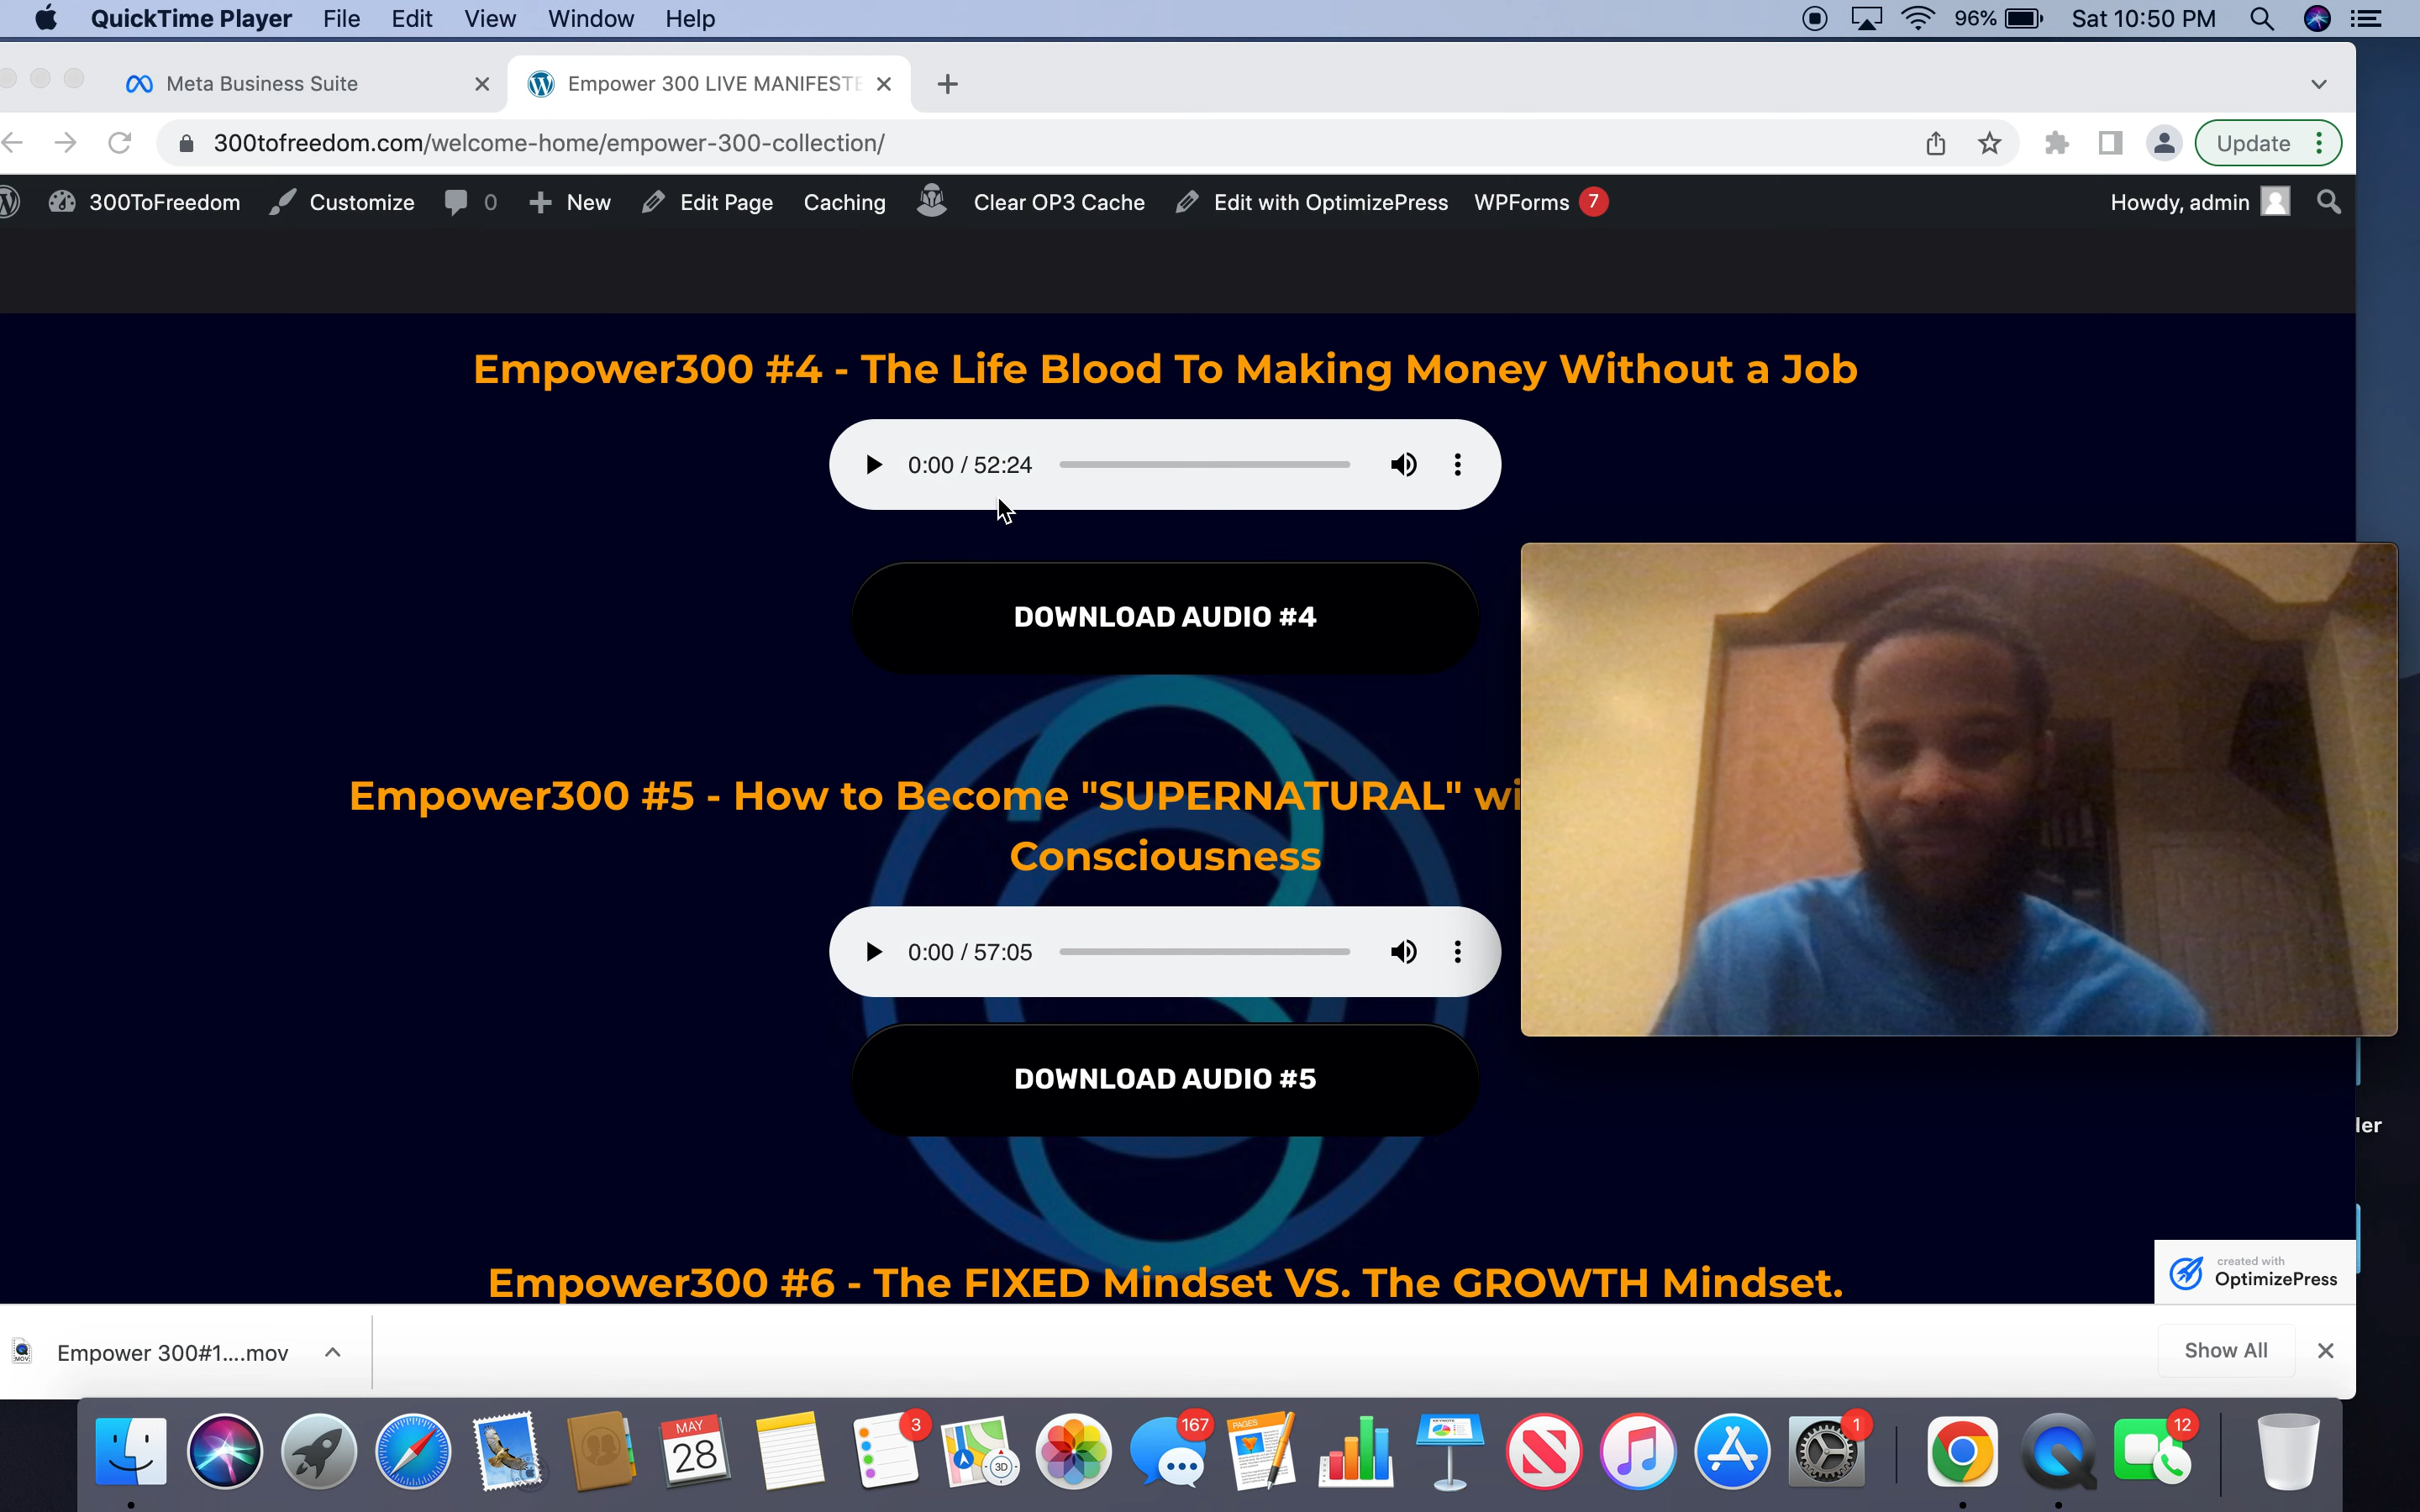 QuickTime Player File Edit View Window Help 96% Sat 10:50 PM
Meta Business Suite Empower 300 LIVE MANIFESTE
300tofreedom.com/welcome-home/empower-300-collection/ Update
300ToFreedom Customize 0 New Edit Page Caching Clear OP3 Cache Edit with OptimizePress WPForms 7 Howdy, admin
Empower300 #4 - The Life Blood To Making Money Without a Job
0:00 / 52:24
DOWNLOAD AUDIO #4
Empower300 #5 - How to Become "SUPERNATURAL" wi
Consciousness
0:00 / 57:05
DOWNLOAD AUDIO #5
ler
Empower300 #6 - The FIXED Mindset VS. The GROWTH Mindset.
created with
OptimizePress
Empower 300#1....mov Show All
MOV
MAY
28
3
3D
167
PAGES
1
12